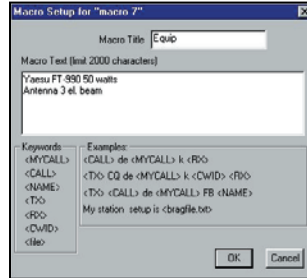 Macro Setup for "macro 7"
Macro Title Equip
Macro Text (limit 2000 characters)
Yaesu FT-990 50 watts
Antenna 3 el. beam
Keywords
<MYCALL>
<CALL>
<NAME>
<TX>
<RX>
<CWID>
<file>
Examples:
<CALL> de <MYCALL> k <RX>
<TX> CQ de <MYCALL> k <CWID> <RX>
<TX> <CALL> de <MYCALL> FB <NAME>
My station setup is <bragfile.txt>
OK
Cancel